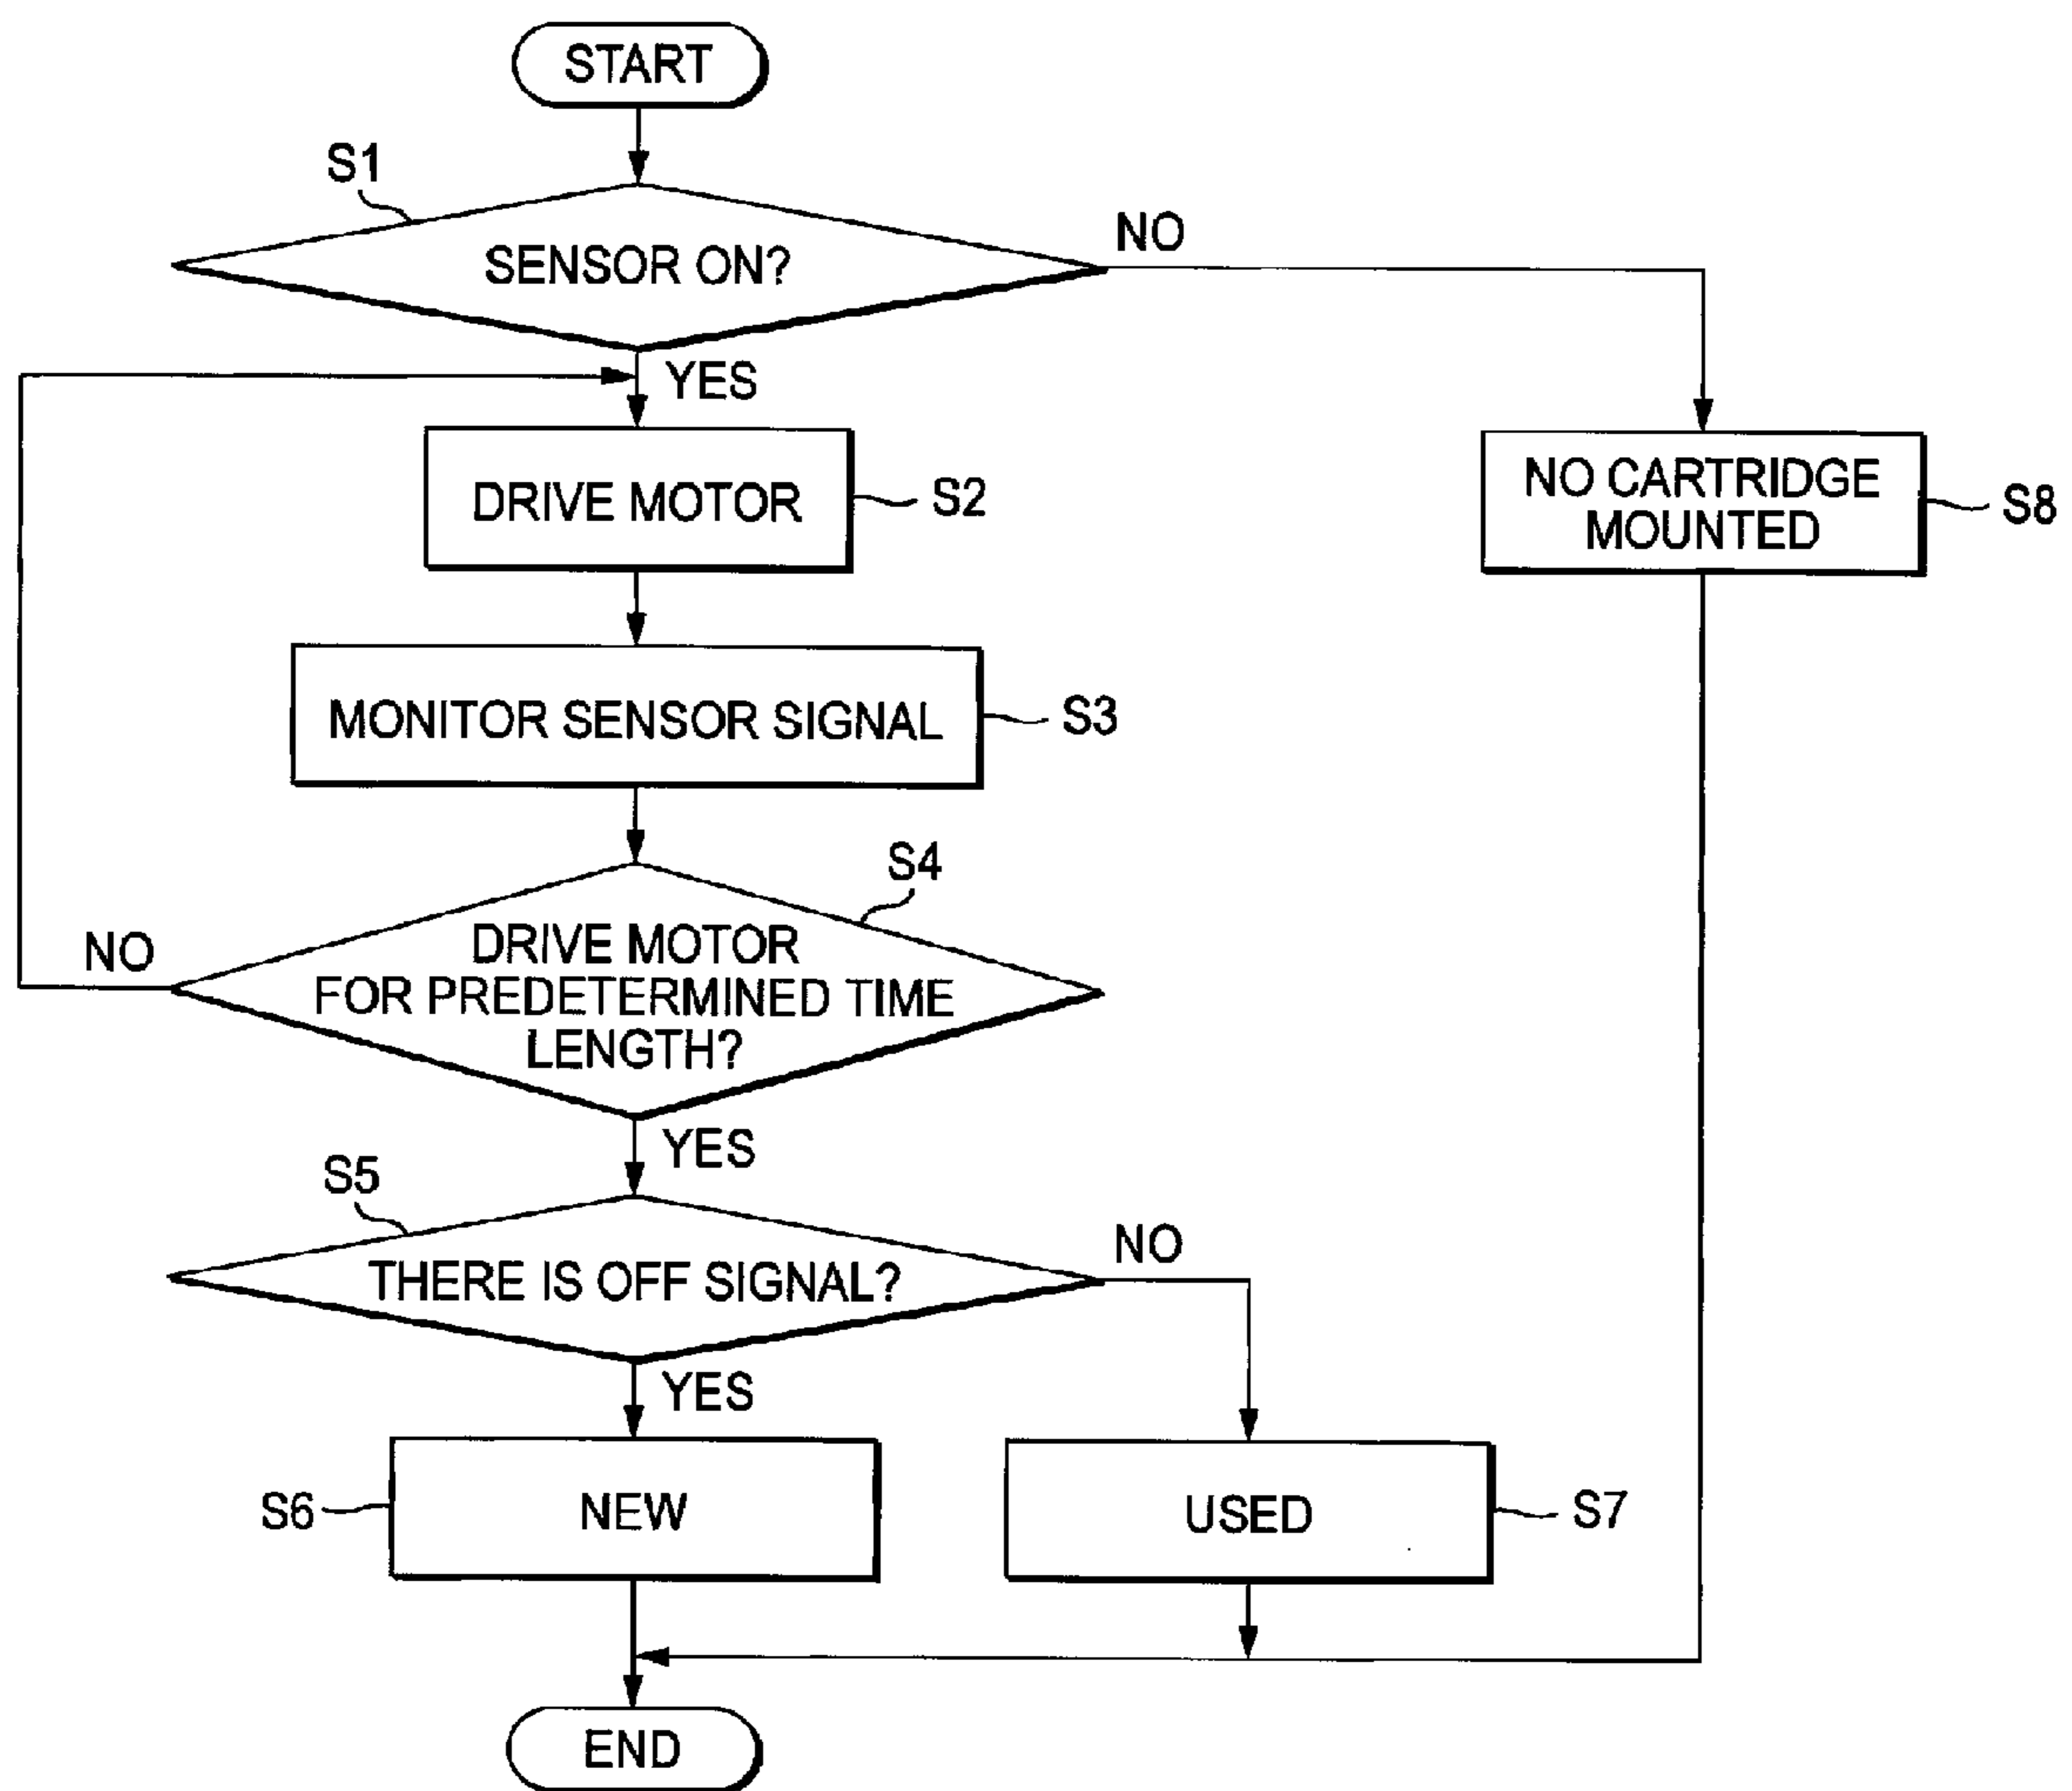 START
S1
SENSOR ON?
NO
YES
DRIVE MOTOR
S2
NO CARTRIDGE
MOUNTED
S8
MONITOR SENSOR SIGNAL
S3
S4
DRIVE MOTOR
FOR PREDETERMINED TIME
LENGTH?
NO
YES
S5
THERE IS OFF SIGNAL?
NO
YES
S6
NEW
USED
S7
END